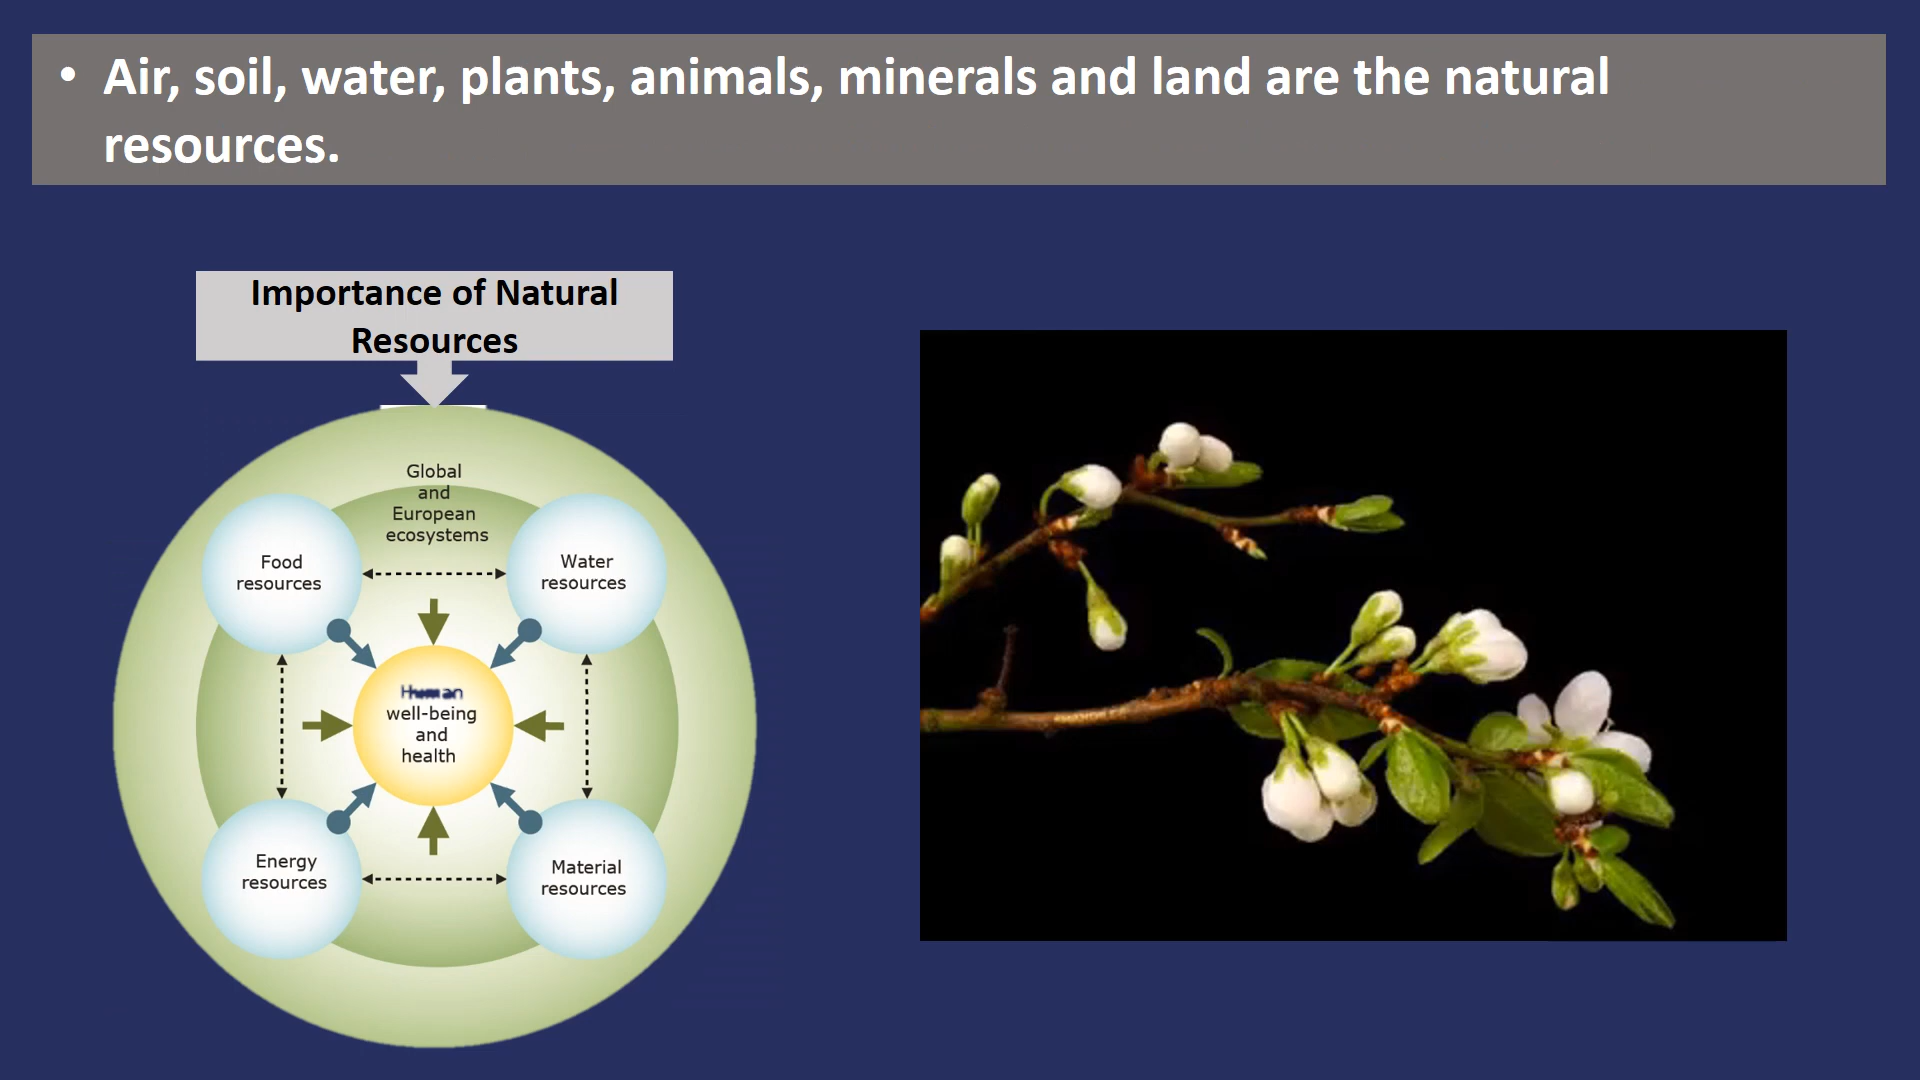 • Air, soil, water, plants, animals, minerals and land are the natural
resources.
Importance of Natural
Resources
Global
and
European
ecosystems
Food
resources
Water
resources
Human
well-being
and
health
Energy
resources
Material
resources